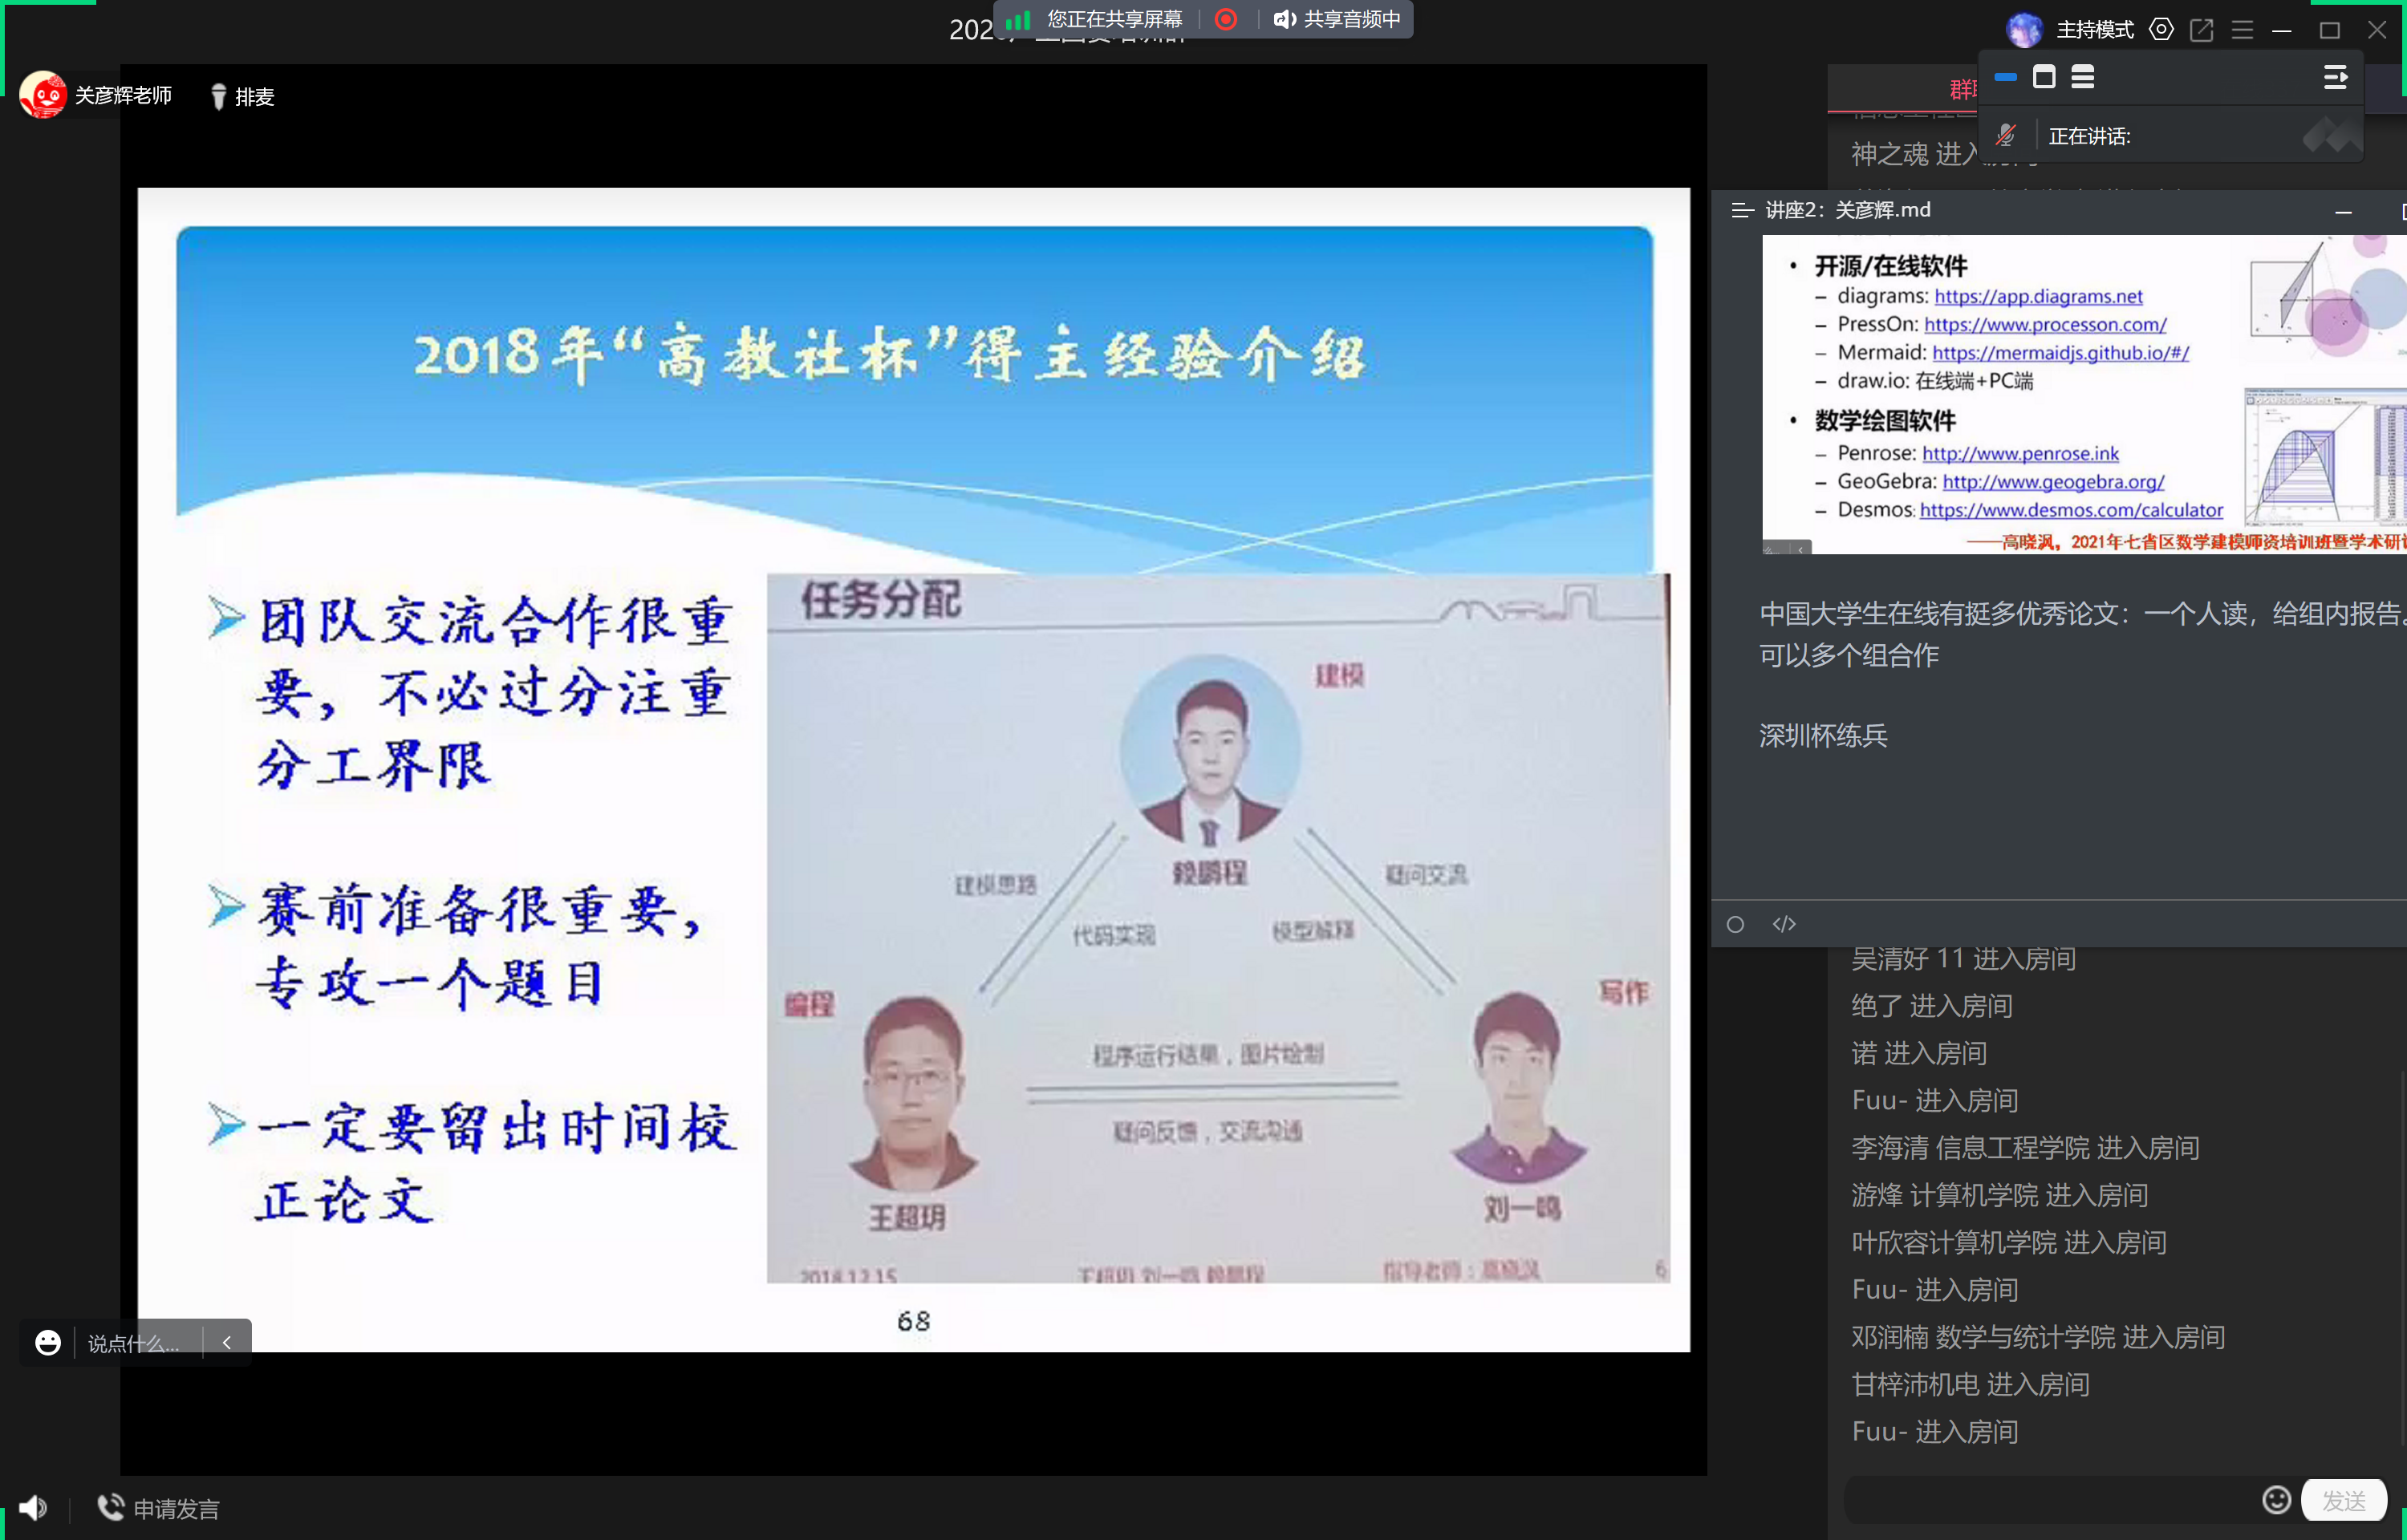 您正在共享屏幕
共享音频中
主持模式
关彦辉老师
排麦
正在讲话:
神之魂 进入
2018年“高教社杯”得主经验介绍
团队交流合作很重
要，不必过分注重
分工界限
赛前准备很重要，
专攻一个题目
一定要留出时间校
正论文
任务分配
建模
赖鹏程
建模思路
疑问交流
代码实现
模型解释
编程
写作
程序运行结果，图片绘制
疑问反馈，交流沟通
王超玥
刘一鸣
2018.12.15
王超玥 刘一鸣 赖鹏程
指导老师：高晓沨
6
68
说点什么...
申请发言
讲座2：关彦辉.md
• 开源/在线软件
– diagrams: https://app.diagrams.net
– PressOn: https://www.processon.com/
– Mermaid: https://mermaidjs.github.io/#/
– draw.io: 在线端+PC端
• 数学绘图软件
– Penrose: http://www.penrose.ink
– GeoGebra: http://www.geogebra.org/
– Desmos: https://www.desmos.com/calculator
——高晓沨，2021年七省区数学建模师资培训班暨学术研
中国大学生在线有挺多优秀论文：一个人读，给组内报告。
可以多个组合作
深圳杯练兵
</>
吴清好 11 进入房间
绝了 进入房间
诺 进入房间
Fuu- 进入房间
李海清 信息工程学院 进入房间
游烽 计算机学院 进入房间
叶欣容计算机学院 进入房间
Fuu- 进入房间
邓润楠 数学与统计学院 进入房间
甘梓沛机电 进入房间
Fuu- 进入房间
发送